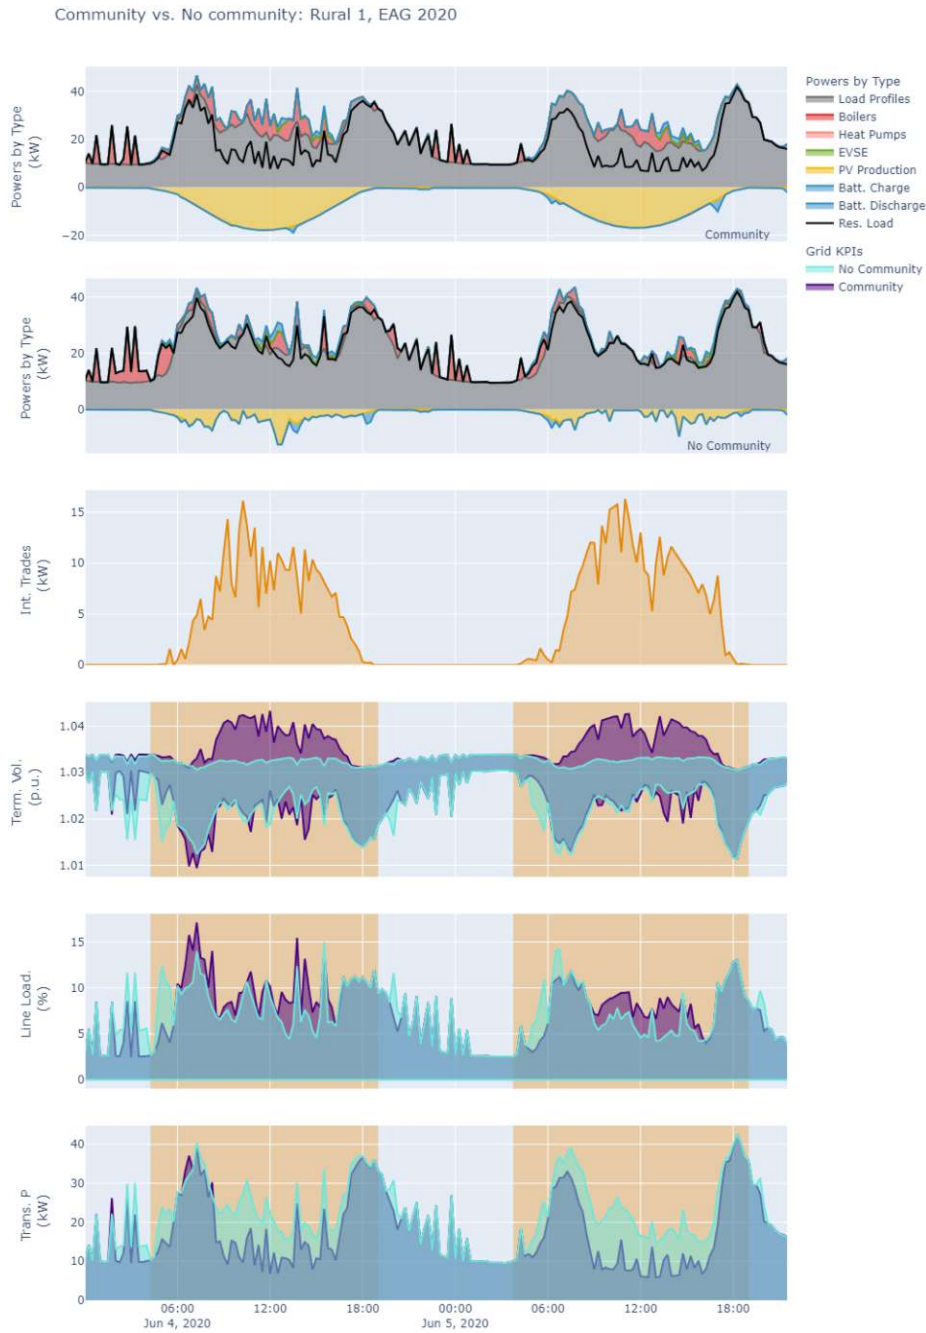 Community vs. No community: Rural 1, EAG 2020
Powers by Type
(kW)
40
20
0
−20
Community
Powers by Type
Load Profiles
Boilers
Heat Pumps
EVSE
PV Production
Batt. Charge
Batt. Discharge
Res. Load
Grid KPIs
No Community
Community
Powers by Type
(kW)
40
20
0
No Community
Int. Trades
(kW)
15
10
5
0
Term. Vol.
(p.u.)
1.04
1.03
1.02
1.01
Line Load.
(%)
15
10
5
0
Trans. P
(kW)
40
30
20
10
0
06:00
Jun 4, 2020
12:00
18:00
00:00
Jun 5, 2020
06:00
12:00
18:00